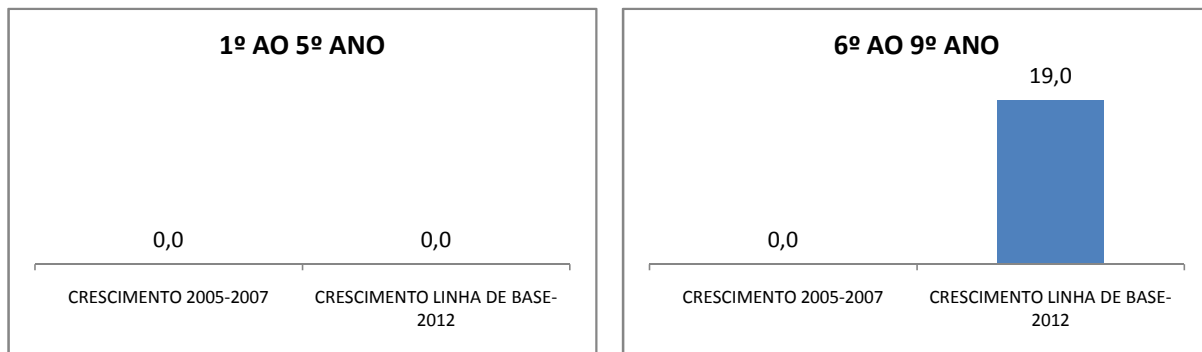 1º AO 5º ANO
0,0
0,0
CRESCIMENTO 2005-2007
CRESCIMENTO LINHA DE BASE-
2012
6º AO 9º ANO
19,0
0,0
CRESCIMENTO 2005-2007
CRESCIMENTO LINHA DE BASE-
2012